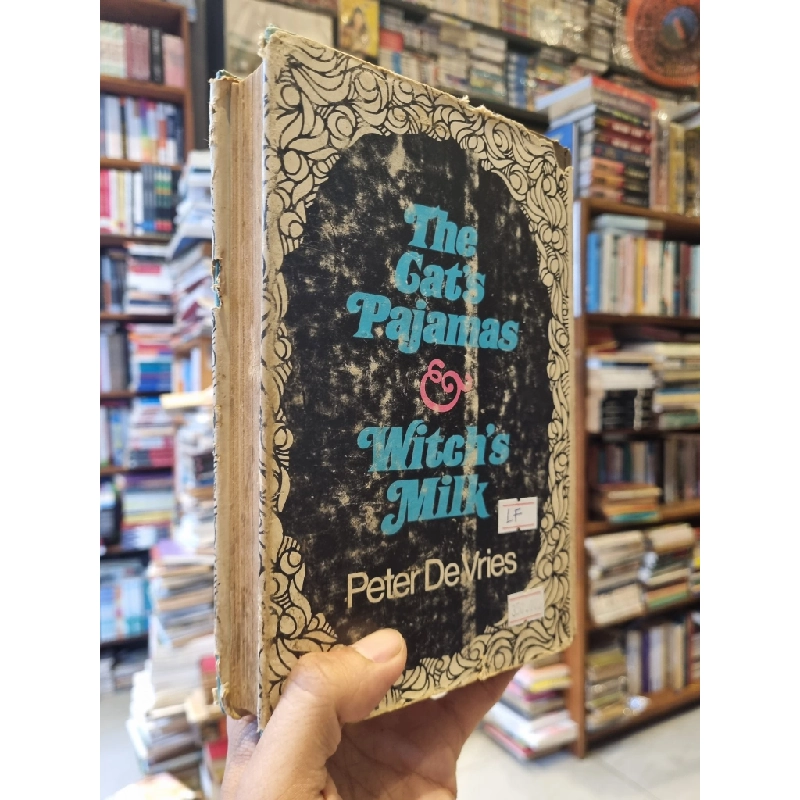 The
Cat's
Pajamas
&
Witch's
Milk
LF
Peter De Vries